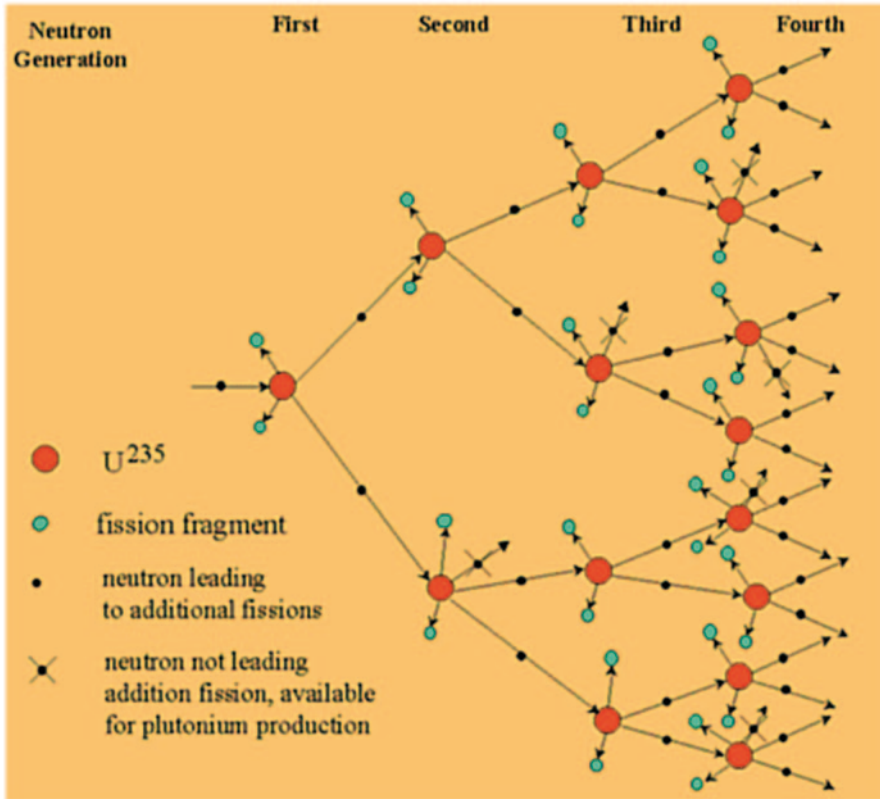 Neutron
Generation
First
Second
Third
Fourth
U²³⁵
fission fragment
neutron leading
to additional fissions
neutron not leading
addition fission, available
for plutonium production